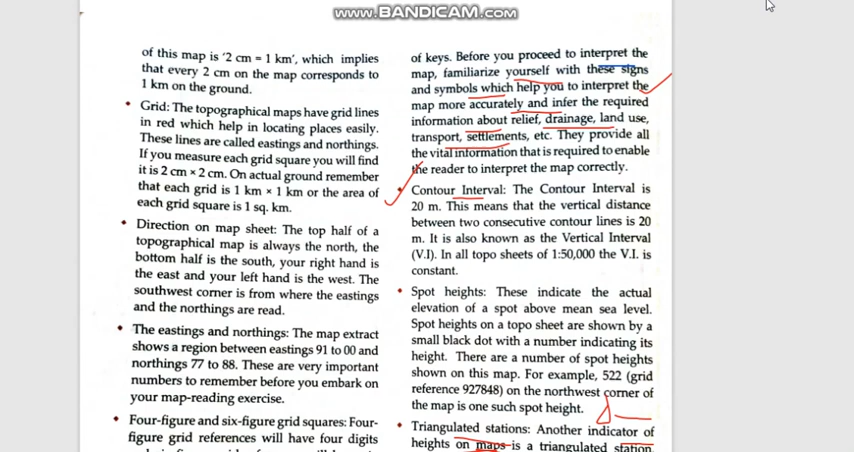 www.BANDICAM.com
of this map is '2 cm = 1 km', which implies
that every 2 cm on the map corresponds to
1 km on the ground.
Grid: The topographical maps have grid lines
in red which help in locating places easily.
These lines are called eastings and northings.
If you measure each grid square you will find
it is 2 cm × 2 cm. On actual ground remember
that each grid is 1 km × 1 km or the area of
each grid square is 1 sq. km.
Direction on map sheet: The top half of a
topographical map is always the north, the
bottom half is the south, your right hand is
the east and your left hand is the west. The
southwest corner is from where the eastings
and the northings are read.
The eastings and northings: The map extract
shows a region between eastings 91 to 00 and
northings 77 to 88. These are very important
numbers to remember before you embark on
your map-reading exercise.
Four-figure and six-figure grid squares: Four-
figure grid references will have four digits
of keys. Before you proceed to interpret the
map, familiarize yourself with these signs
and symbols which help you to interpret the
map more accurately and infer the required
information about relief, drainage, land use,
transport, settlements, etc. They provide all
the vital information that is required to enable
the reader to interpret the map correctly.
Contour Interval: The Contour Interval is
20 m. This means that the vertical distance
between two consecutive contour lines is 20
m. It is also known as the Vertical Interval
(V.I). In all topo sheets of 1:50,000 the V.I. is
constant.
Spot heights: These indicate the actual
elevation of a spot above mean sea level.
Spot heights on a topo sheet are shown by a
small black dot with a number indicating its
height. There are a number of spot heights
shown on this map. For example, 522 (grid
reference 927848) on the northwest corner of
the map is one such spot height.
Triangulated stations: Another indicator of
heights on maps is a triangulated station.